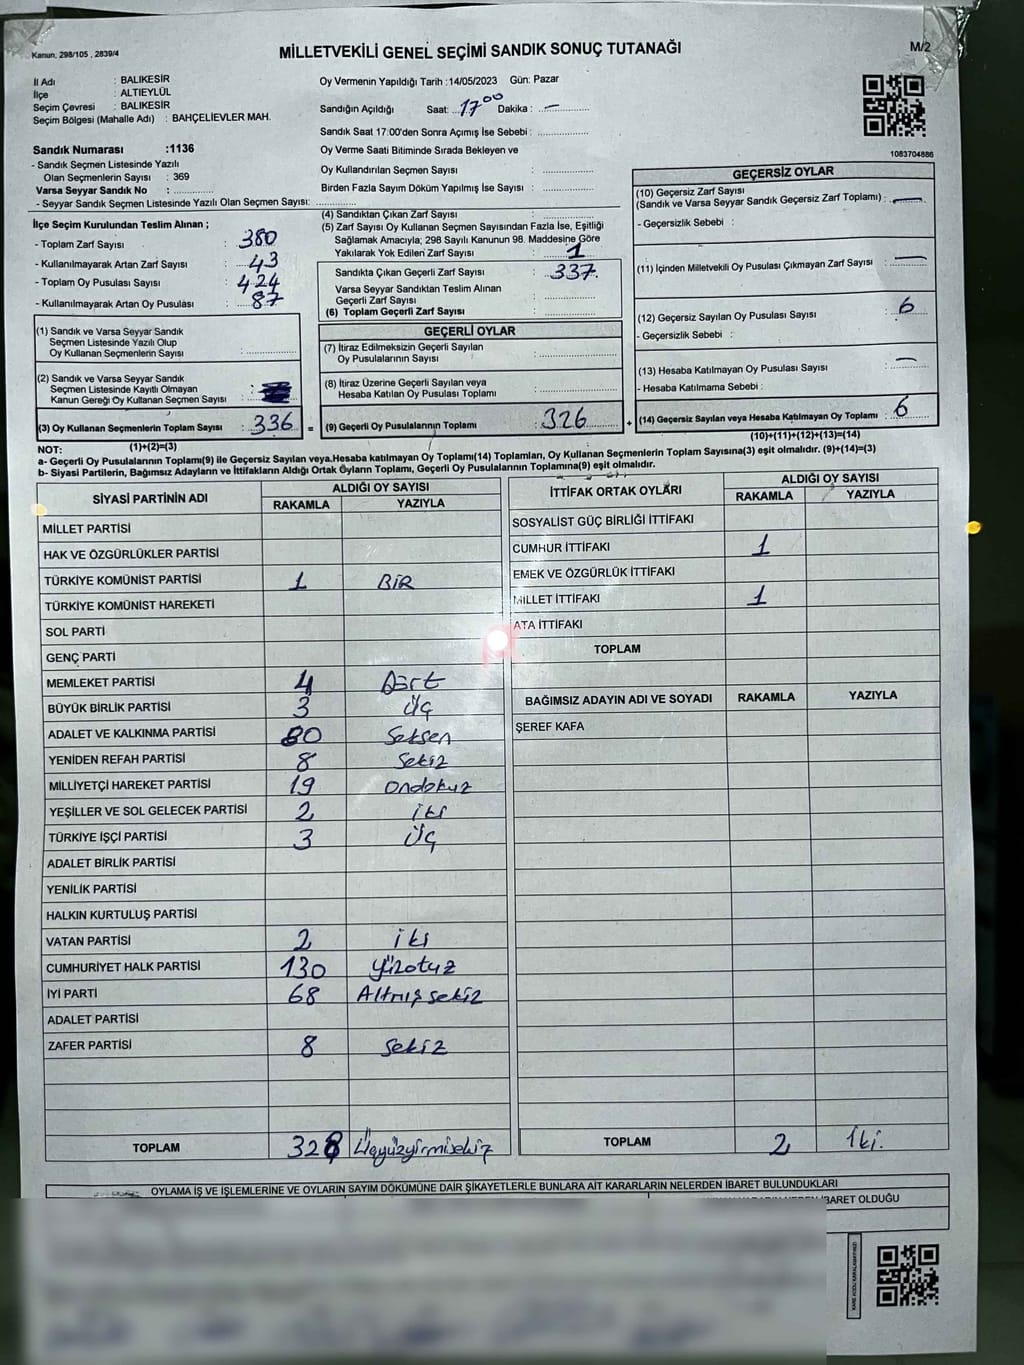 Kanun, 298/105 , 2839/4
MİLLETVEKİLİ GENEL SEÇİMİ SANDIK SONUÇ TUTANAĞI
M/2
İl Adı : BALIKESİR
İlçe : ALTIEYLÜL
Seçim Çevresi : BALIKESİR
Seçim Bölgesi (Mahalle Adı) : BAHÇELİEVLER MAH.
Sandık Numarası :1136
- Sandık Seçmen Listesinde Yazılı
Olan Seçmenlerin Sayısı : 369
Varsa Seyyar Sandık No : ............
- Seyyar Sandık Seçmen Listesinde Yazılı Olan Seçmen Sayısı: ............
Oy Vermenin Yapıldığı Tarih :14/05/2023 Gün: Pazar
Sandığın Açıldığı Saat: 17 00 Dakika : —
Sandık Saat 17:00'den Sonra Açımış İse Sebebi : ............
Oy Verme Saati Bitiminde Sırada Bekleyen ve
Oy Kullandırılan Seçmen Sayısı : ............
Birden Fazla Sayım Döküm Yapılmış İse Sayısı : ............
1083704886
İlçe Seçim Kurulundan Teslim Alınan ;
- Toplam Zarf Sayısı : 380
- Kullanılmayarak Artan Zarf Sayısı : 43
- Toplam Oy Pusulası Sayısı : 424
- Kullanılmayarak Artan Oy Pusulası : 87
(1) Sandık ve Varsa Seyyar Sandık
Seçmen Listesinde Yazılı Olup
Oy Kullanan Seçmenlerin Sayısı : ............
(2) Sandık ve Varsa Seyyar Sandık
Seçmen Listesinde Kayıtlı Olmayan
Kanun Gereği Oy Kullanan Seçmen Sayısı :
(3) Oy Kullanan Seçmenlerin Toplam Sayısı : 336 =
(1)+(2)=(3)
(4) Sandıktan Çıkan Zarf Sayısı : ............
(5) Zarf Sayısı Oy Kullanan Seçmen Sayısından Fazla İse, Eşitliği
Sağlamak Amacıyla; 298 Sayılı Kanunun 98. Maddesine Göre
Yakılarak Yok Edilen Zarf Sayısı : 1
Sandıkta Çıkan Geçerli Zarf Sayısı : 337
Varsa Seyyar Sandıktan Teslim Alınan
Geçerli Zarf Sayısı : ............
(6) Toplam Geçerli Zarf Sayısı : ............
GEÇERLİ OYLAR
(7) İtiraz Edilmeksizin Geçerli Sayılan
Oy Pusulalarının Sayısı : ............
(8) İtiraz Üzerine Geçerli Sayılan veya
Hesaba Katılan Oy Pusulası Toplamı : ............
(9) Geçerli Oy Pusulalarının Toplamı : 326 +
GEÇERSİZ OYLAR
(10) Geçersiz Zarf Sayısı
(Sandık ve Varsa Seyyar Sandık Geçersiz Zarf Toplamı) : —
- Geçersizlik Sebebi :
(11) İçinden Milletvekili Oy Pusulası Çıkmayan Zarf Sayısı : —
(12) Geçersiz Sayılan Oy Pusulası Sayısı : 6
- Geçersizlik Sebebi :
(13) Hesaba Katılmayan Oy Pusulası Sayısı : —
- Hesaba Katılmama Sebebi :
(14) Geçersiz Sayılan veya Hesaba Katılmayan Oy Toplamı : 6
(10)+(11)+(12)+(13)=(14)
NOT:
a- Geçerli Oy Pusulalarının Toplamı(9) ile Geçersiz Sayılan veya Hesaba katılmayan Oy Toplamı(14) Toplamları, Oy Kullanan Seçmenlerin Toplam Sayısına(3) eşit olmalıdır. (9)+(14)=(3)
b- Siyasi Partilerin, Bağımsız Adayların ve İttifakların Aldığı Ortak Oyların Toplamı, Geçerli Oy Pusulalarının Toplamına(9) eşit olmalıdır.
SİYASİ PARTİNİN ADI ALDIĞI OY SAYISI
RAKAMLA YAZIYLA
MİLLET PARTİSİ
HAK VE ÖZGÜRLÜKLER PARTİSİ
TÜRKİYE KOMÜNİST PARTİSİ 1 BİR
TÜRKİYE KOMÜNİST HAREKETİ
SOL PARTİ
GENÇ PARTİ
MEMLEKET PARTİSİ 4 Dört
BÜYÜK BİRLİK PARTİSİ 3 Üç
ADALET VE KALKINMA PARTİSİ 80 Seksen
YENİDEN REFAH PARTİSİ 8 Sekiz
MİLLİYETÇİ HAREKET PARTİSİ 19 ondokuz
YEŞİLLER VE SOL GELECEK PARTİSİ 2 iki
TÜRKİYE İŞÇİ PARTİSİ 3 Üç
ADALET BİRLİK PARTİSİ
YENİLİK PARTİSİ
HALKIN KURTULUŞ PARTİSİ
VATAN PARTİSİ 2 iki
CUMHURİYET HALK PARTİSİ 130 yüzotuz
İYİ PARTİ 68 Altmış sekiz
ADALET PARTİSİ
ZAFER PARTİSİ 8 Sekiz
TOPLAM 328 Üçyüzyirmisekiz
İTTİFAK ORTAK OYLARI ALDIĞI OY SAYISI
RAKAMLA YAZIYLA
SOSYALİST GÜÇ BİRLİĞİ İTTİFAKI
CUMHUR İTTİFAKI 1
EMEK VE ÖZGÜRLÜK İTTİFAKI
MİLLET İTTİFAKI 1
ATA İTTİFAKI
TOPLAM
BAĞIMSIZ ADAYIN ADI VE SOYADI RAKAMLA YAZIYLA
ŞEREF KAFA
TOPLAM 2 İki.
OYLAMA İŞ VE İŞLEMLERİNE VE OYLARIN SAYIM DÖKÜMÜNE DAİR ŞİKAYETLERLE BUNLARA AİT KARARLARIN NELERDEN İBARET BULUNDUKLARI
İBARET OLDUĞU